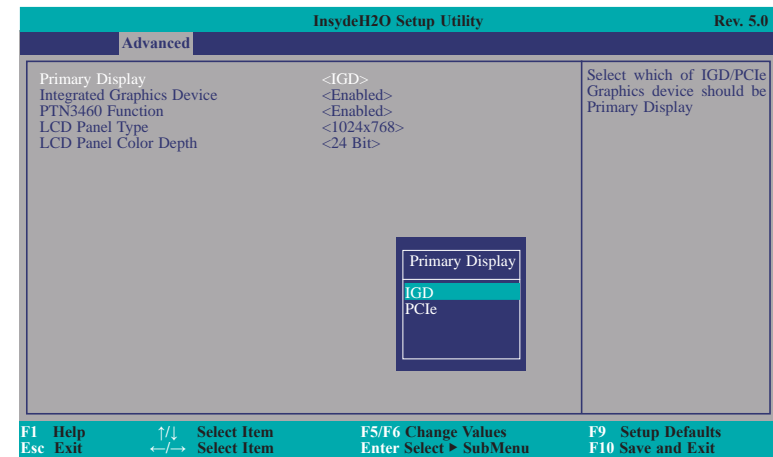 InsydeH2O Setup Utility Rev. 5.0
Advanced
Primary Display <IGD>
Integrated Graphics Device <Enabled>
PTN3460 Function <Enabled>
LCD Panel Type <1024x768>
LCD Panel Color Depth <24 Bit>
Select which of IGD/PCIe
Graphics device should be
Primary Display
Primary Display
IGD
PCIe
F1 Help ↑/↓ Select Item F5/F6 Change Values F9 Setup Defaults
Esc Exit ←/→ Select Item Enter Select ► SubMenu F10 Save and Exit